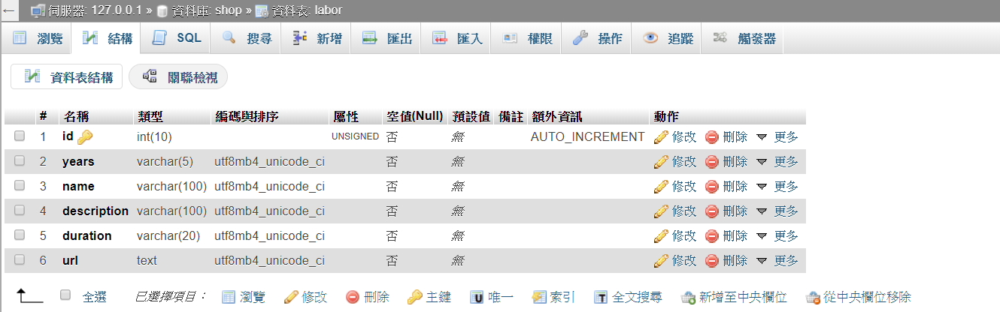 ← 伺服器: 127.0.0.1 » 資料庫: shop » 資料表: labor
瀏覽 結構 SQL 搜尋 新增 匯出 匯入 權限 操作 追蹤 觸發器
資料表結構 關聯檢視
# 名稱 類型 編碼與排序 屬性 空值(Null) 預設值 備註 額外資訊 動作
1 id int(10) UNSIGNED 否 無 AUTO_INCREMENT 修改 刪除 更多
2 years varchar(5) utf8mb4_unicode_ci 否 無 修改 刪除 更多
3 name varchar(100) utf8mb4_unicode_ci 否 無 修改 刪除 更多
4 description varchar(100) utf8mb4_unicode_ci 否 無 修改 刪除 更多
5 duration varchar(20) utf8mb4_unicode_ci 否 無 修改 刪除 更多
6 url text utf8mb4_unicode_ci 否 無 修改 刪除 更多
全選 已選擇項目： 瀏覽 修改 刪除 主鍵 U 唯一 索引 T 全文搜尋 新增至中央欄位 從中央欄位移除